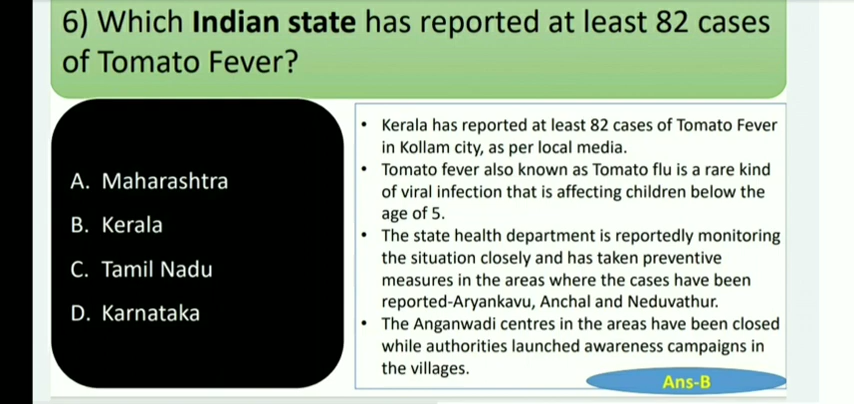 6) Which Indian state has reported at least 82 cases
of Tomato Fever?
A. Maharashtra
B. Kerala
C. Tamil Nadu
D. Karnataka
• Kerala has reported at least 82 cases of Tomato Fever
in Kollam city, as per local media.
• Tomato fever also known as Tomato flu is a rare kind
of viral infection that is affecting children below the
age of 5.
• The state health department is reportedly monitoring
the situation closely and has taken preventive
measures in the areas where the cases have been
reported-Aryankavu, Anchal and Neduvathur.
• The Anganwadi centres in the areas have been closed
while authorities launched awareness campaigns in
the villages.
Ans-B